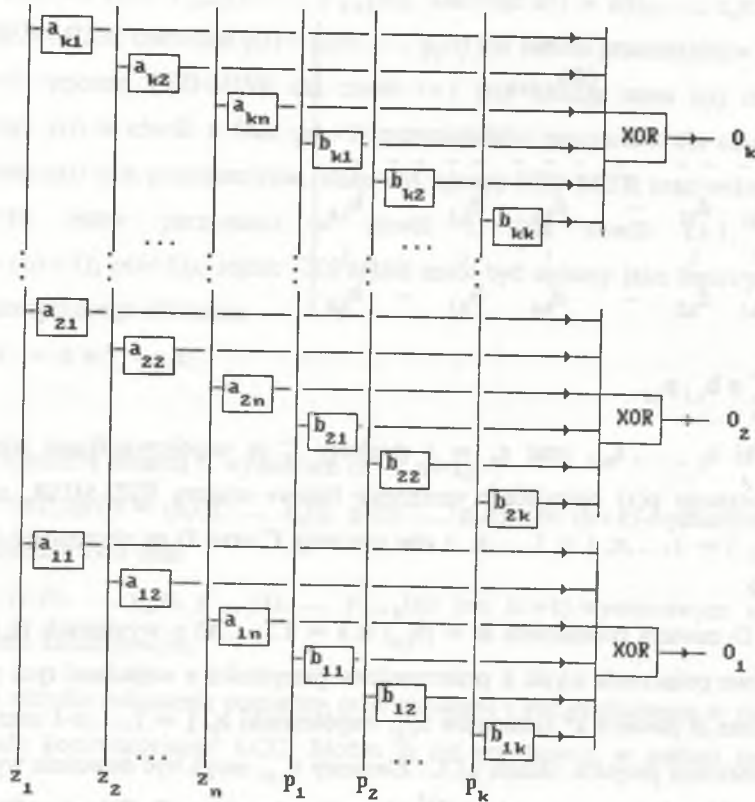 a_k1
a_k2
a_kn
b_k1
XOR O_k
b_k2
b_kk
... ...
a_21
a_22
a_2n
XOR O_2
b_21
b_22
b_2k
a_11
a_12
a_1n
XOR O_1
b_11
b_12
b_1k
... ...
z_1 z_2 z_n p_1 p_2 p_k